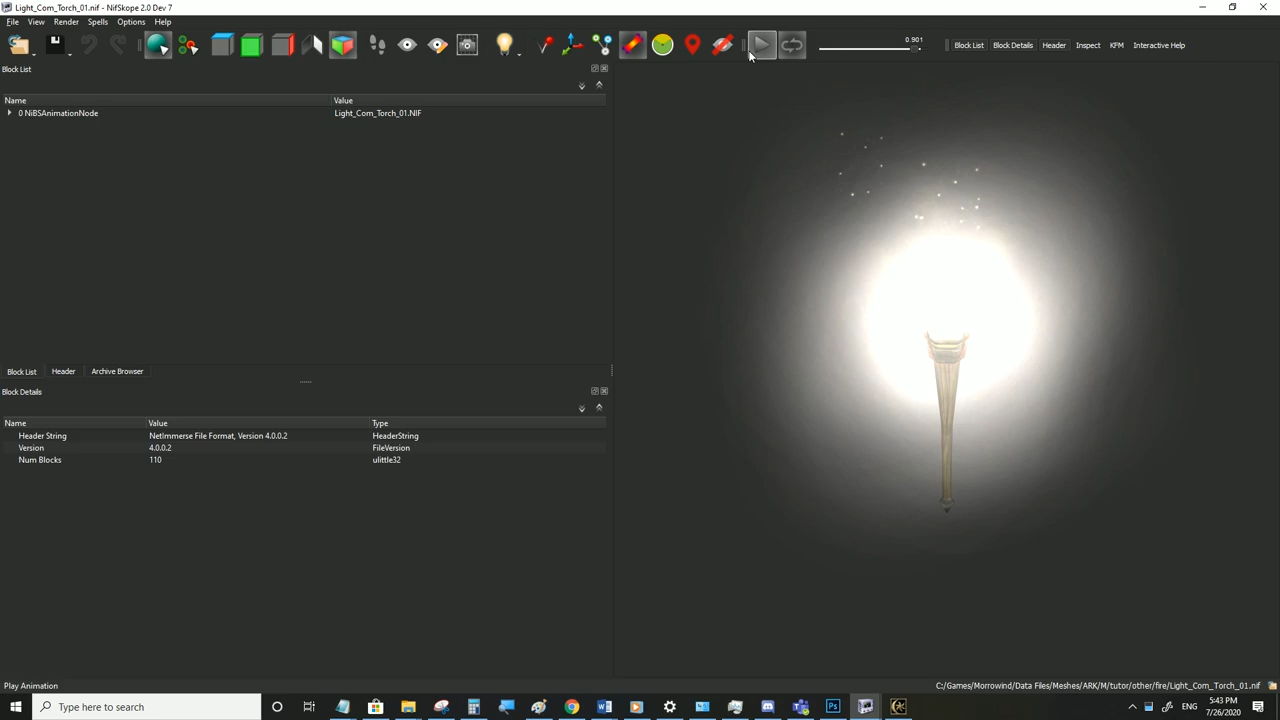 Light_Com_Torch_01.nif - NifSkope 2.0 Dev 7
File View Render Spells Options Help
0.901
Block List Block Details Header Inspect KFM Interactive Help
Block List
Name Value
0 NiBSAnimationNode Light_Com_Torch_01.NIF
Block List Header Archive Browser
Block Details
Name Value Type
Header String NetImmerse File Format, Version 4.0.0.2 HeaderString
Version 4.0.0.2 FileVersion
Num Blocks 110 ulittle32
Play Animation
C:/Games/Morrowind/Data Files/Meshes/ARK/M/tutor/other/fire/Light_Com_Torch_01.nif
Type here to search
W
Ps
ENG
5:43 PM
7/26/2020